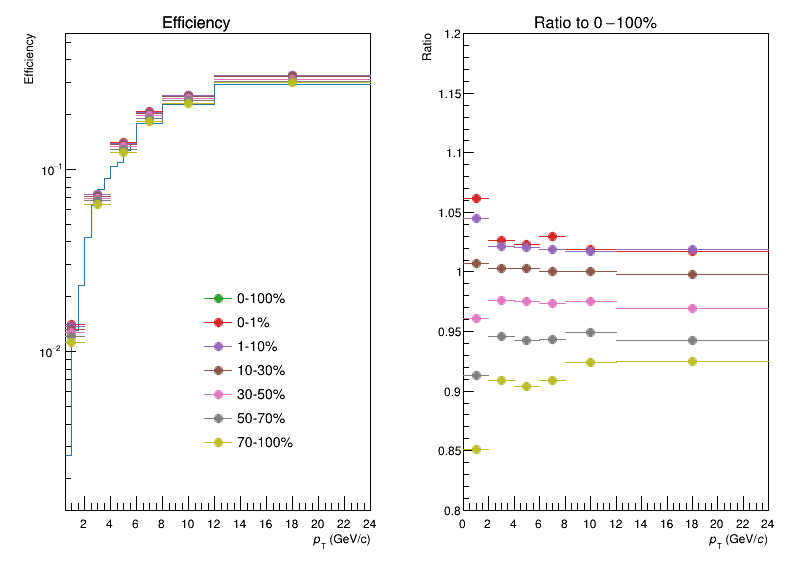 Efficiency
Efficiency
10⁻¹
10⁻²
0-100%
0-1%
1-10%
10-30%
30-50%
50-70%
70-100%
2 4 6 8 10 12 14 16 18 20 22 24
p_T (GeV/c)
Ratio to 0−100%
Ratio
1.2
1.15
1.1
1.05
1
0.95
0.9
0.85
0.8
0 2 4 6 8 10 12 14 16 18 20 22 24
p_T (GeV/c)